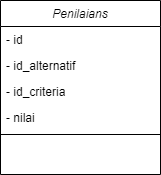 Penilaians
- id
- id_alternatif
- id_criteria
- nilai